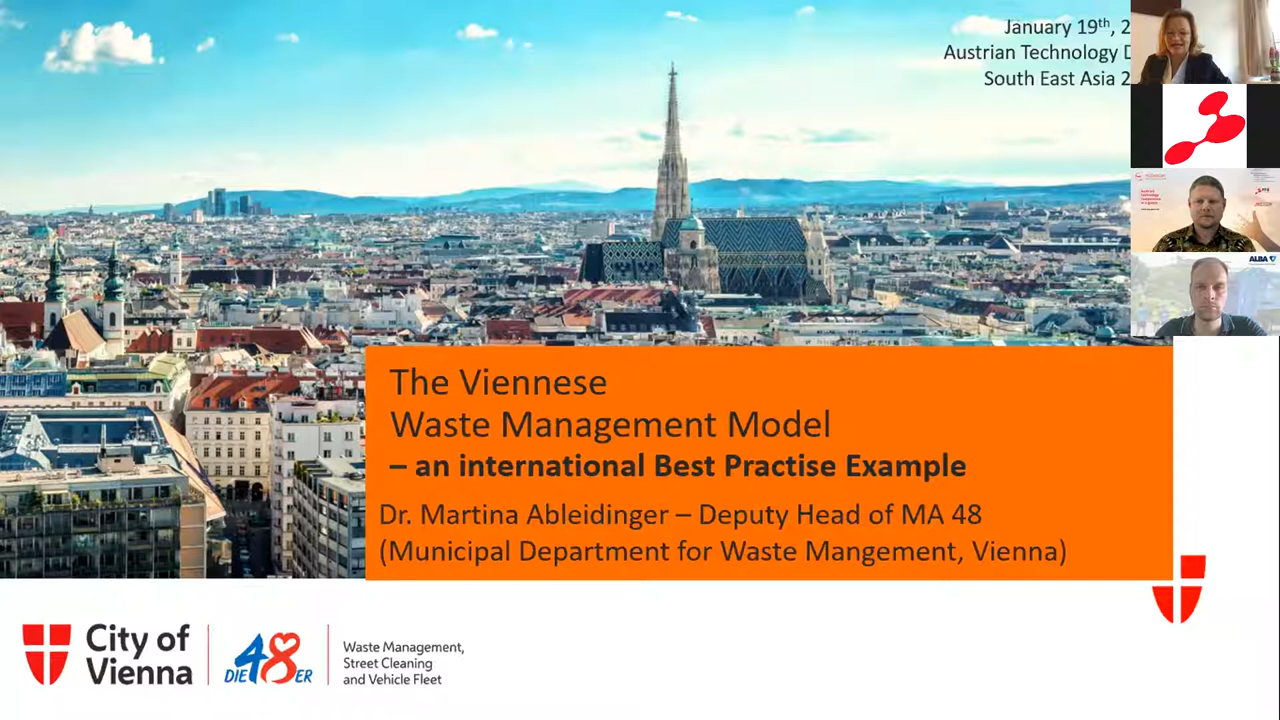 January 19th, 2
Austrian Technology D
South East Asia 2
The Viennese
Waste Management Model
– an international Best Practise Example
Dr. Martina Ableidinger – Deputy Head of MA 48
(Municipal Department for Waste Mangement, Vienna)
City of
Vienna
DIE 48ER
Waste Management,
Street Cleaning
and Vehicle Fleet
ALBA